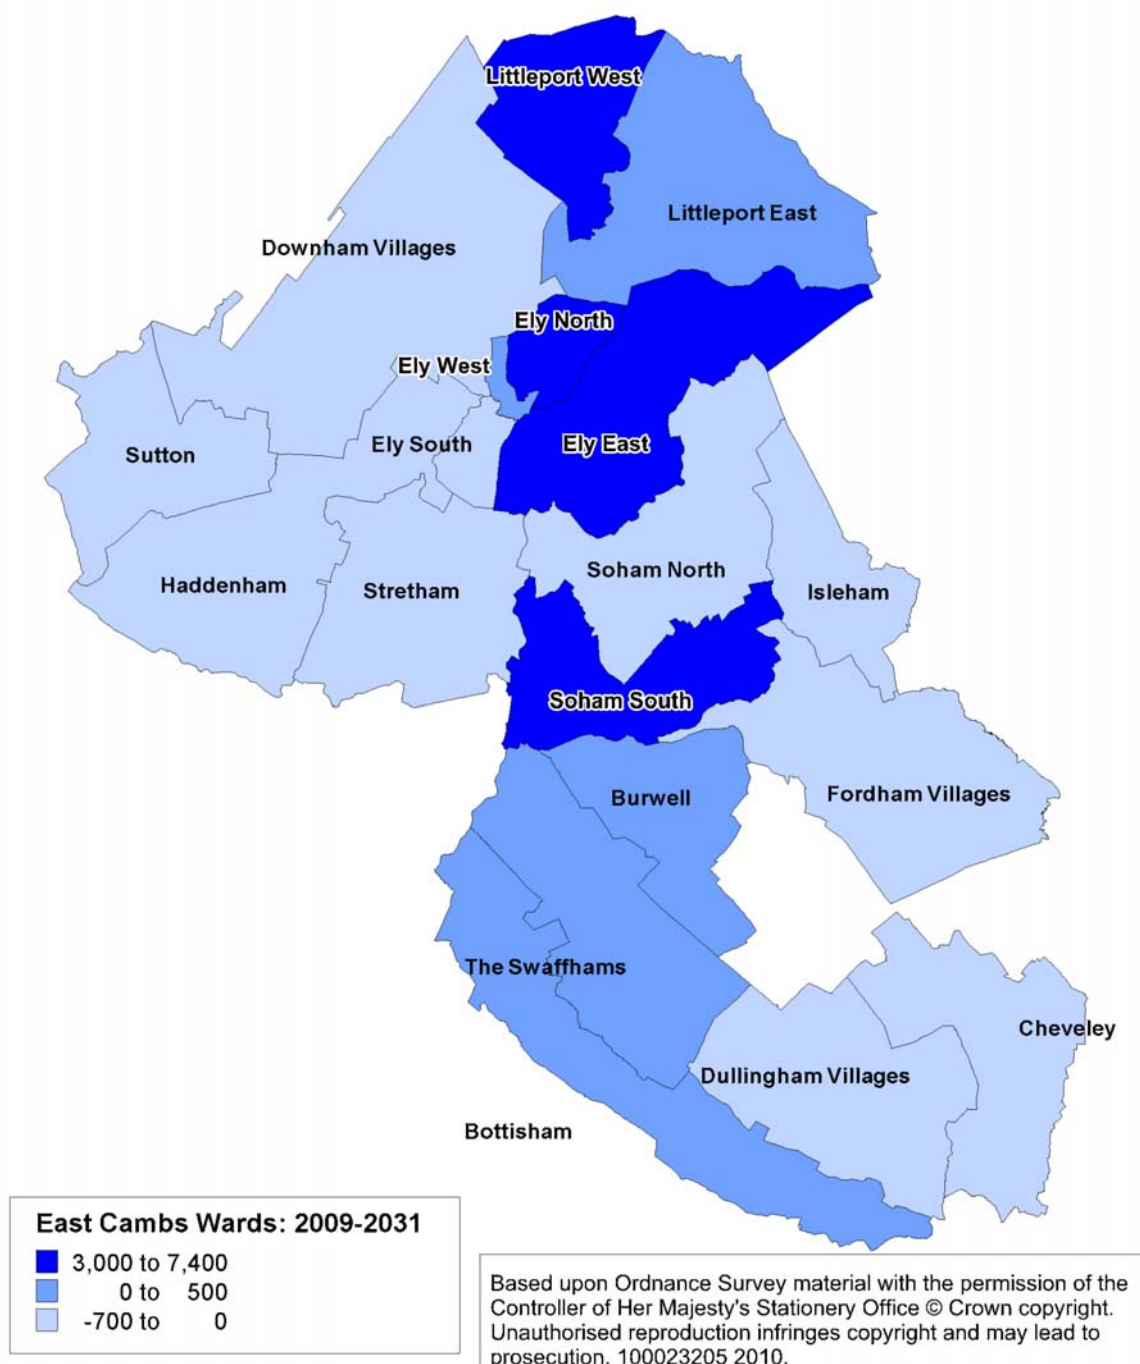 Littleport West
Littleport East
Downham Villages
Ely North
Ely West
Ely East
Ely South
Sutton
Soham North
Haddenham
Stretham
Isleham
Soham South
Burwell
Fordham Villages
The Swaffhams
Cheveley
Dullingham Villages
Bottisham
East Cambs Wards: 2009-2031
3,000 to 7,400
0 to 500
-700 to 0
Based upon Ordnance Survey material with the permission of the
Controller of Her Majesty's Stationery Office © Crown copyright.
Unauthorised reproduction infringes copyright and may lead to
prosecution. 100023205 2010.